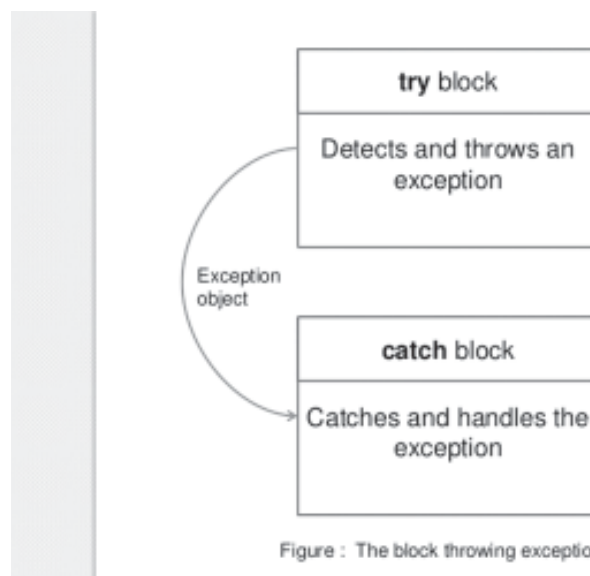 try block
Detects and throws an
exception
Exception
object
catch block
Catches and handles the
exception
Figure : The block throwing exceptio